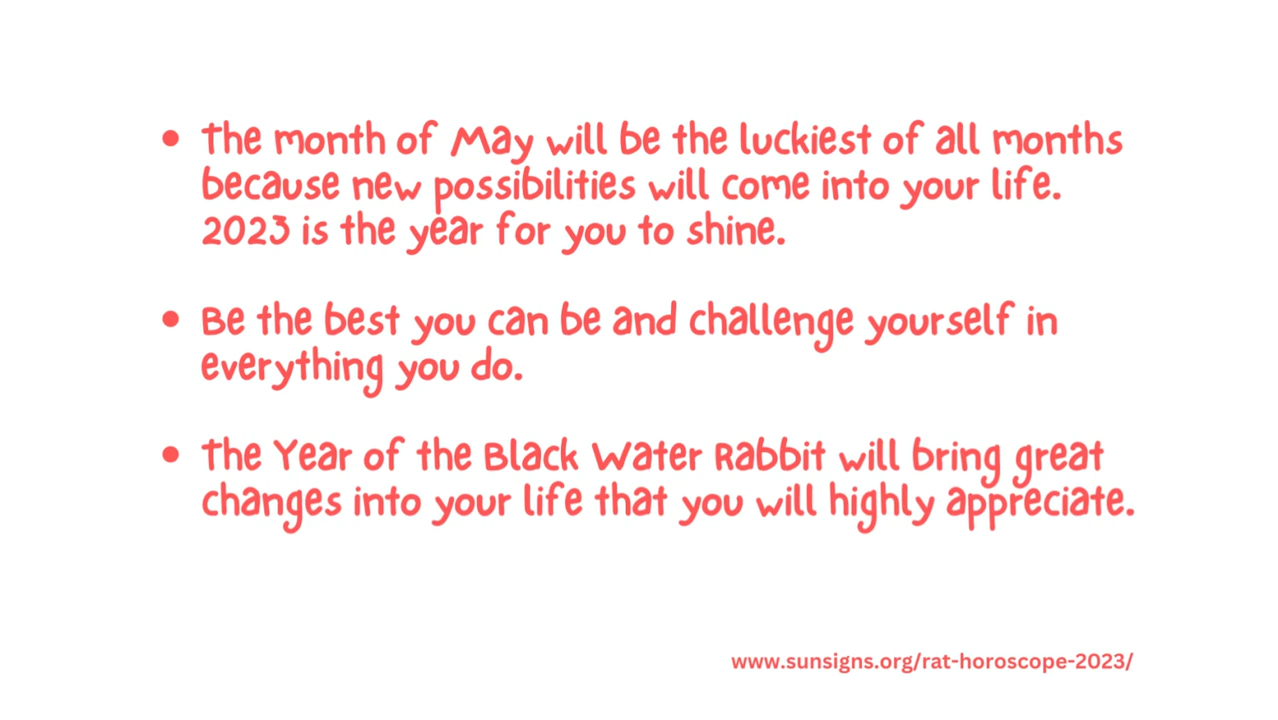 • The month of May will be the luckiest of all months
because new possibilities will come into your life.
2023 is the year for you to shine.
• Be the best you can be and challenge yourself in
everything you do.
• The Year of the Black Water Rabbit will bring great
changes into your life that you will highly appreciate.
www.sunsigns.org/rat-horoscope-2023/